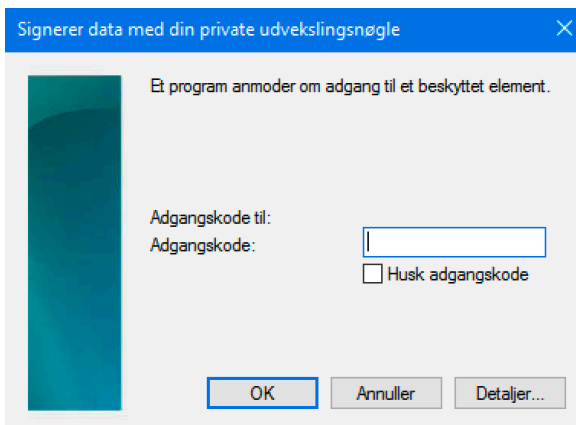 Signerer data med din private udvekslingsnøgle
Et program anmoder om adgang til et beskyttet element.
Adgangskode til:
Adgangskode:
Husk adgangskode
OK Annuller Detaljer...